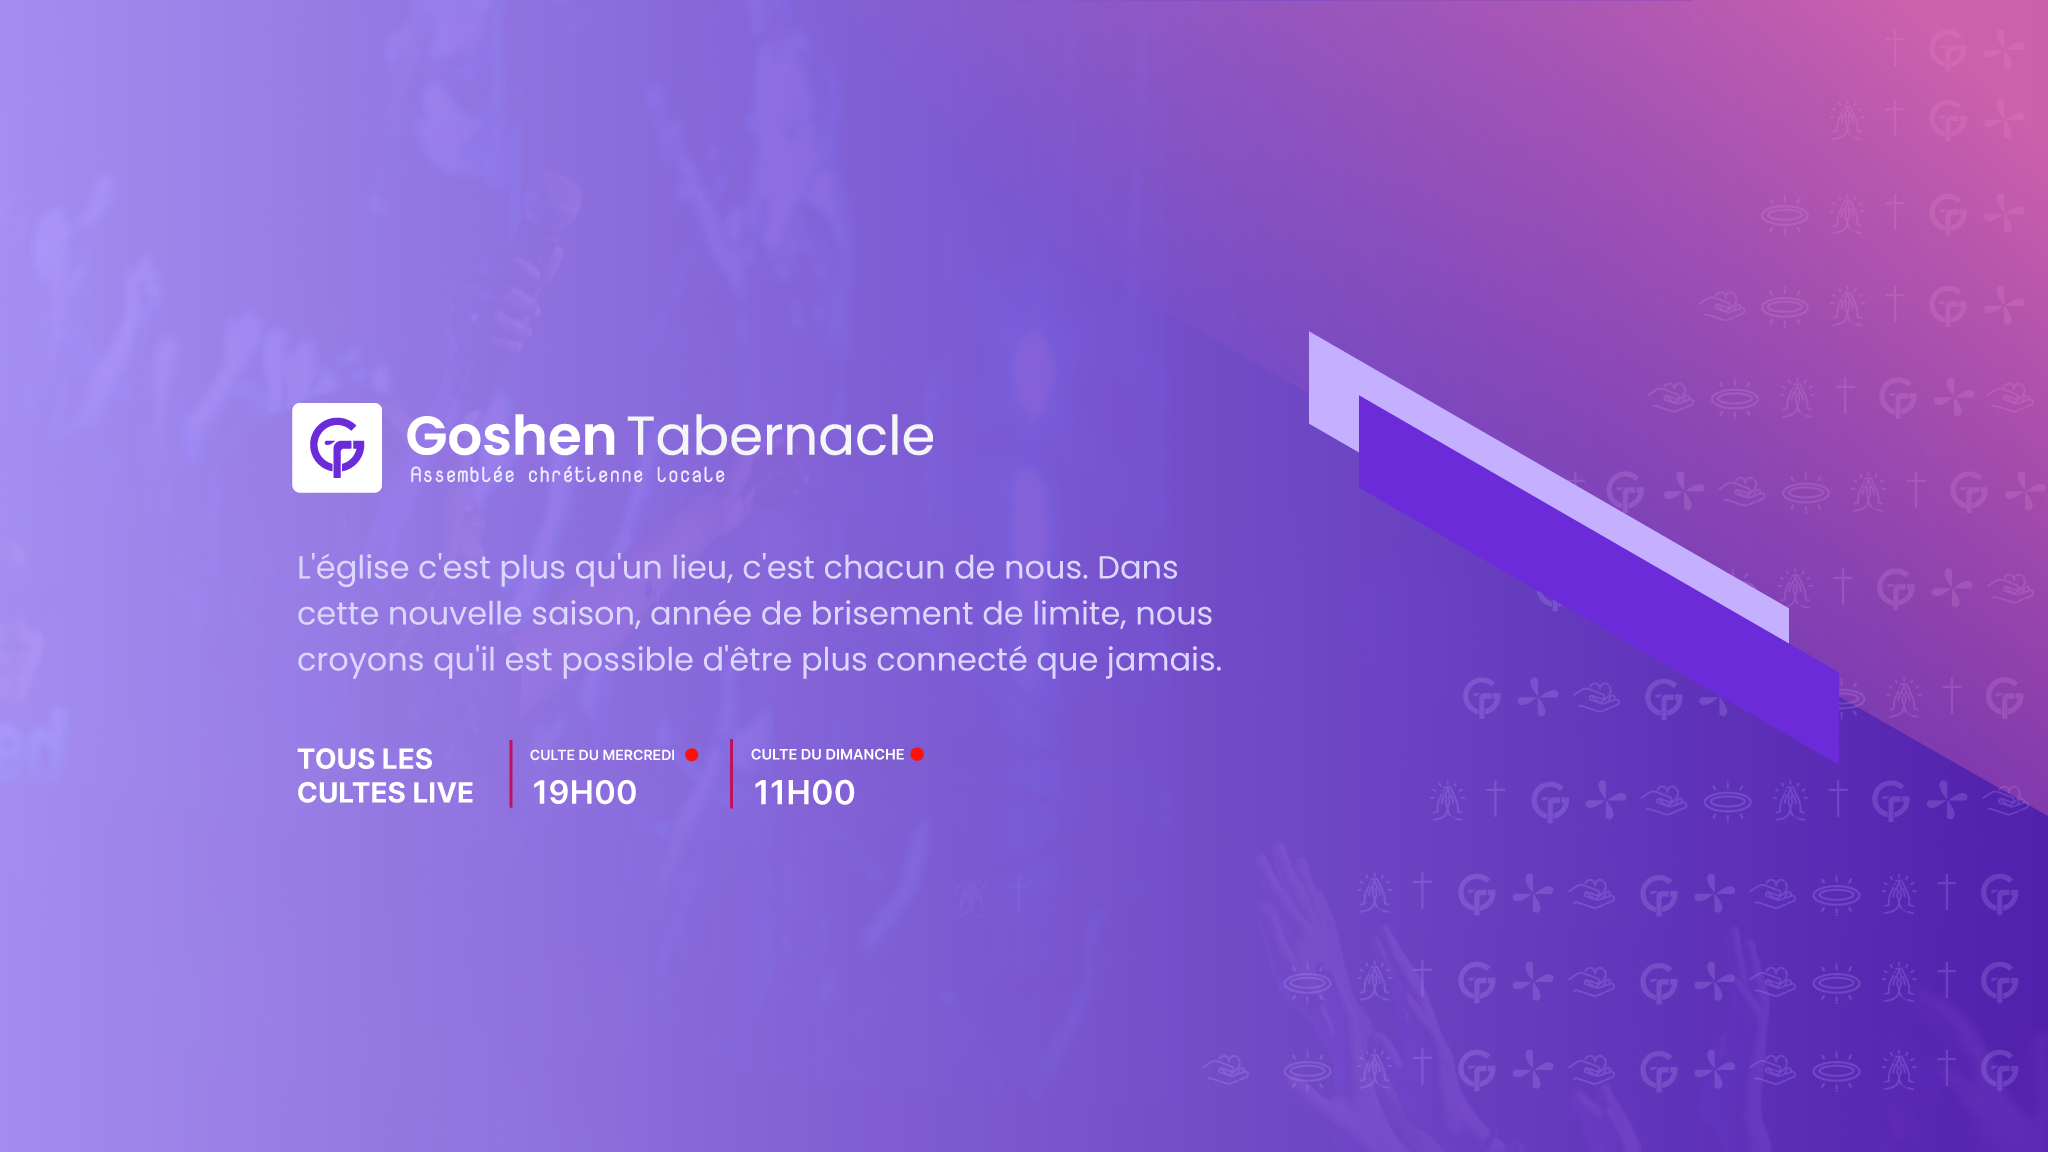 Goshen Tabernacle
Assemblée chrétienne locale
L'église c'est plus qu'un lieu, c'est chacun de nous. Dans
cette nouvelle saison, année de brisement de limite, nous
croyons qu'il est possible d'être plus connecté que jamais.
TOUS LES
CULTES LIVE
CULTE DU MERCREDI
19H00
CULTE DU DIMANCHE
11H00
ed